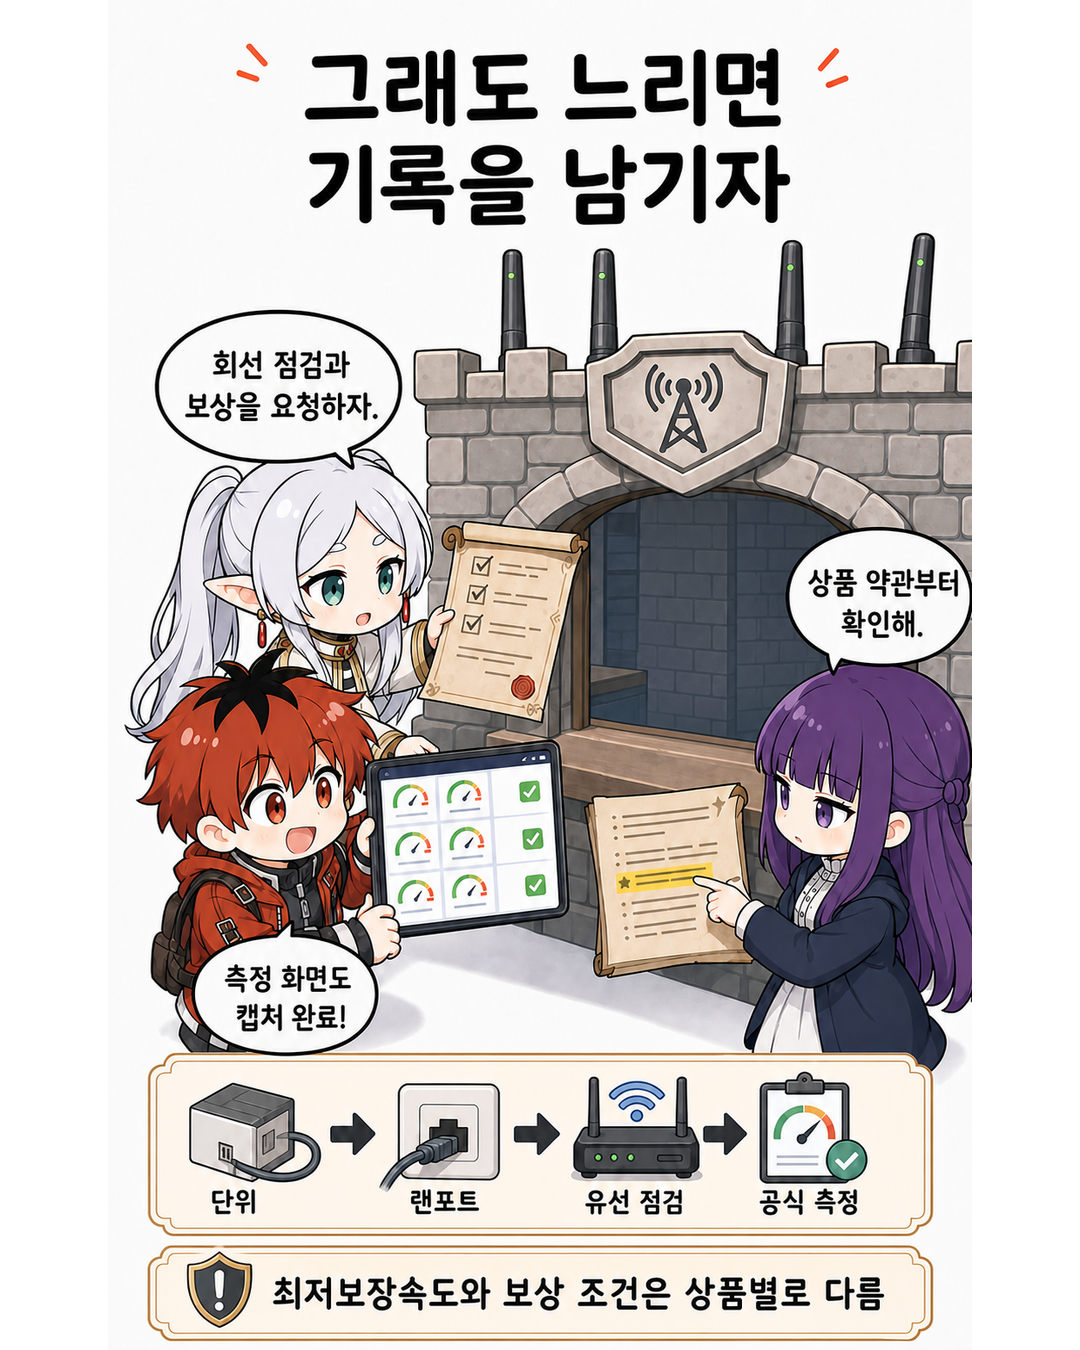 그래도 느리면
기록을 남기자
회선 점검과
보상을 요청하자.
상품 약관부터
확인해.
측정 화면도
캡처 완료!
단위
랜포트
유선 점검
공식 측정
최저보장속도와 보상 조건은 상품별로 다름